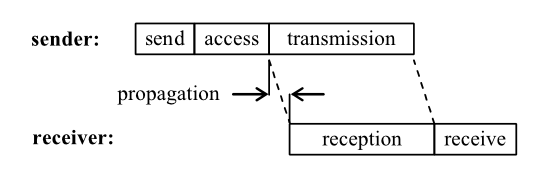 sender: send access transmission
propagation
receiver: reception receive